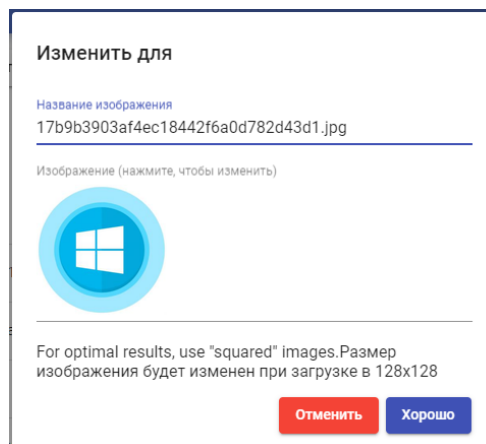 Изменить для
Название изображения
17b9b3903af4ec18442f6a0d782d43d1.jpg
Изображение (нажмите, чтобы изменить)
For optimal results, use "squared" images.Размер
изображения будет изменен при загрузке в 128x128
Отменить Хорошо